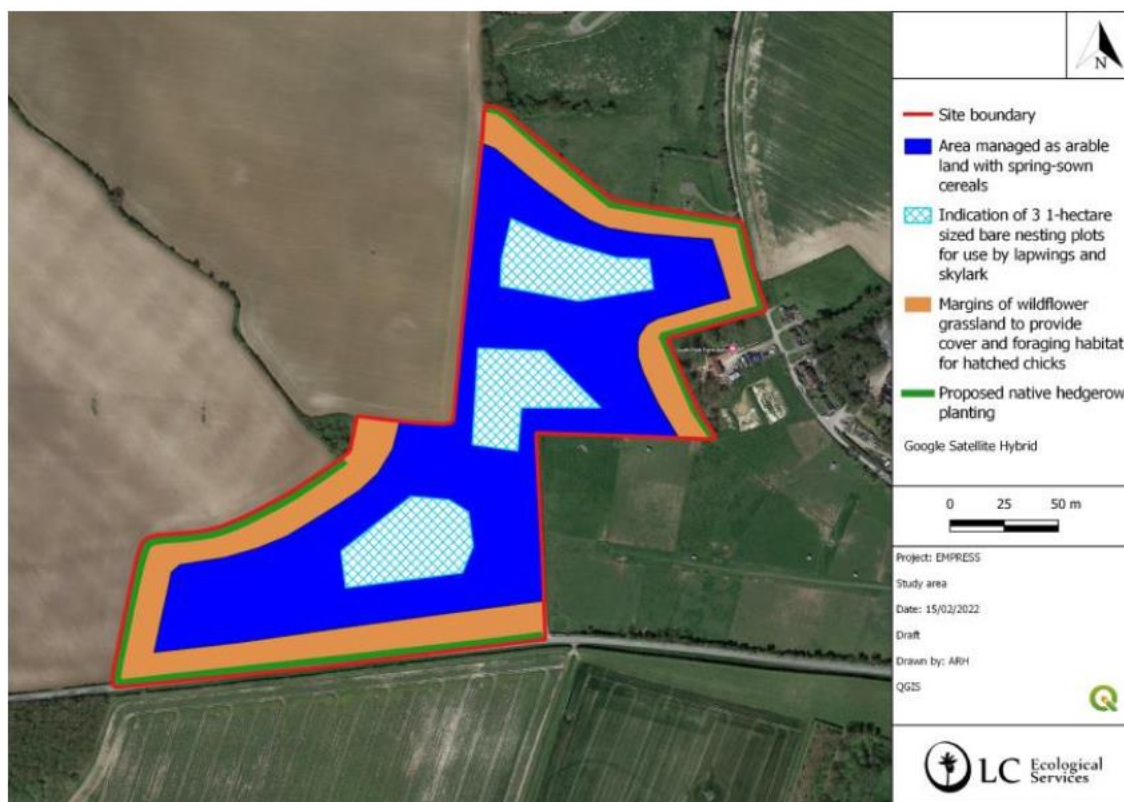 N
Site boundary
Area managed as arable
land with spring-sown
cereals
Indication of 3 1-hectare
sized bare nesting plots
for use by lapwings and
skylark
Margins of wildflower
grassland to provide
cover and foraging habitat
for hatched chicks
Proposed native hedgerow
planting
Google Satellite Hybrid
0 25 50 m
Project: EMPRESS
Study area
Date: 15/02/2022
Draft
Drawn by: ARH
QGIS
LC Ecological
Services